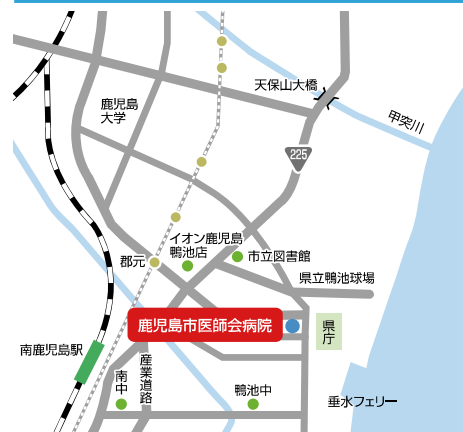 天保山大橋
鹿児島
大学
甲突川
225
イオン鹿児島
鴨池店
市立図書館
郡元
県立鴨池球場
鹿児島市医師会病院
県庁
南鹿児島駅
産業道路
南中
鴨池中
垂水フェリー